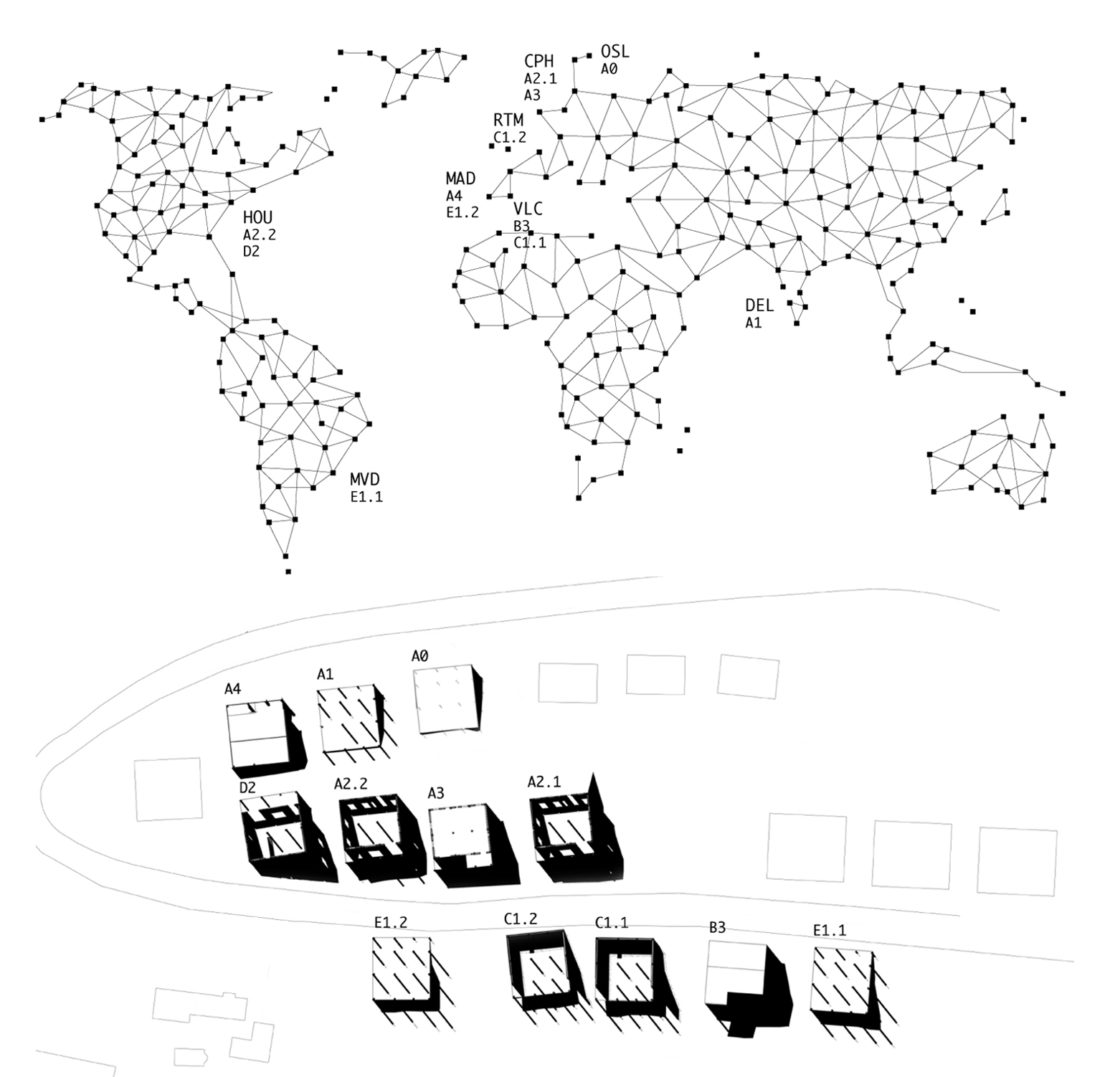 OSL
A0
CPH
A2.1
A3
RTM
C1.2
MAD
A4
E1.2
VLC
B3
C1.1
HOU
A2.2
D2
DEL
A1
MVD
E1.1
A0
A1
A4
D2
A2.2
A3
A2.1
E1.2
C1.2
C1.1
B3
E1.1